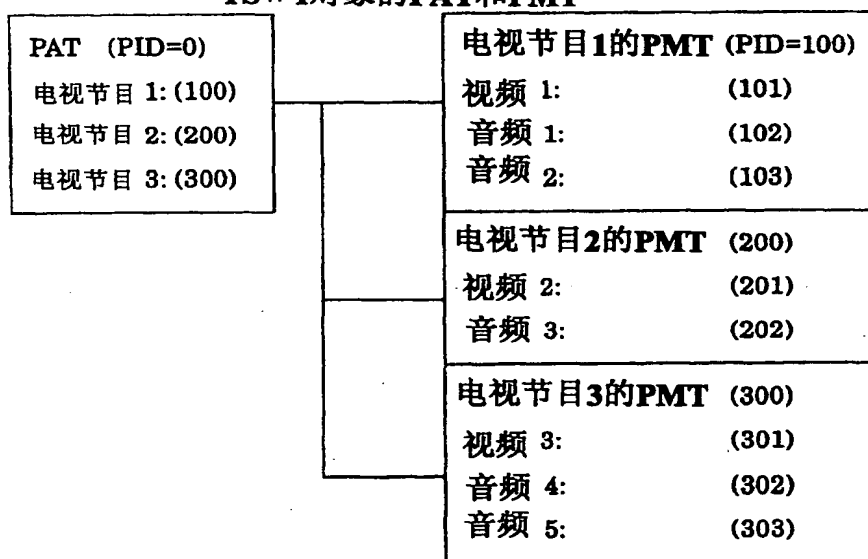 PAT (PID=0)
电视节目 1: (100)
电视节目 2: (200)
电视节目 3: (300)
电视节目1的PMT (PID=100)
视频 1: (101)
音频 1: (102)
音频 2: (103)
电视节目2的PMT (200)
视频 2: (201)
音频 3: (202)
电视节目3的PMT (300)
视频 3: (301)
音频 4: (302)
音频 5: (303)